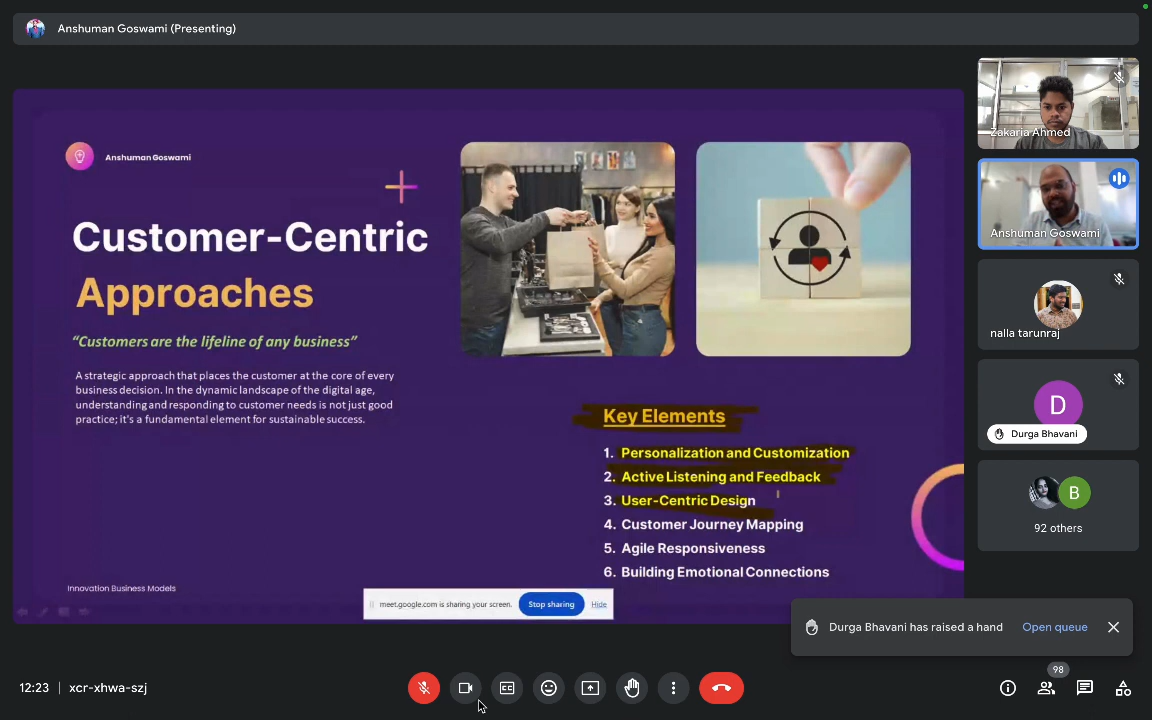 Anshuman Goswami (Presenting)
Anshuman Goswami
Customer-Centric
Approaches
“Customers are the lifeline of any business”
A strategic approach that places the customer at the core of every
business decision. In the dynamic landscape of the digital age,
understanding and responding to customer needs is not just good
practice; it's a fundamental element for sustainable success.
Key Elements
1. Personalization and Customization
2. Active Listening and Feedback
3. User-Centric Design
4. Customer Journey Mapping
5. Agile Responsiveness
6. Building Emotional Connections
Innovation Business Models
meet.google.com is sharing your screen.
Stop sharing
Hide
Zakaria Ahmed
Anshuman Goswami
nalla tarunraj
D
Durga Bhavani
B
92 others
Durga Bhavani has raised a hand
Open queue
12:23 | xcr-xhwa-szj
CC
98